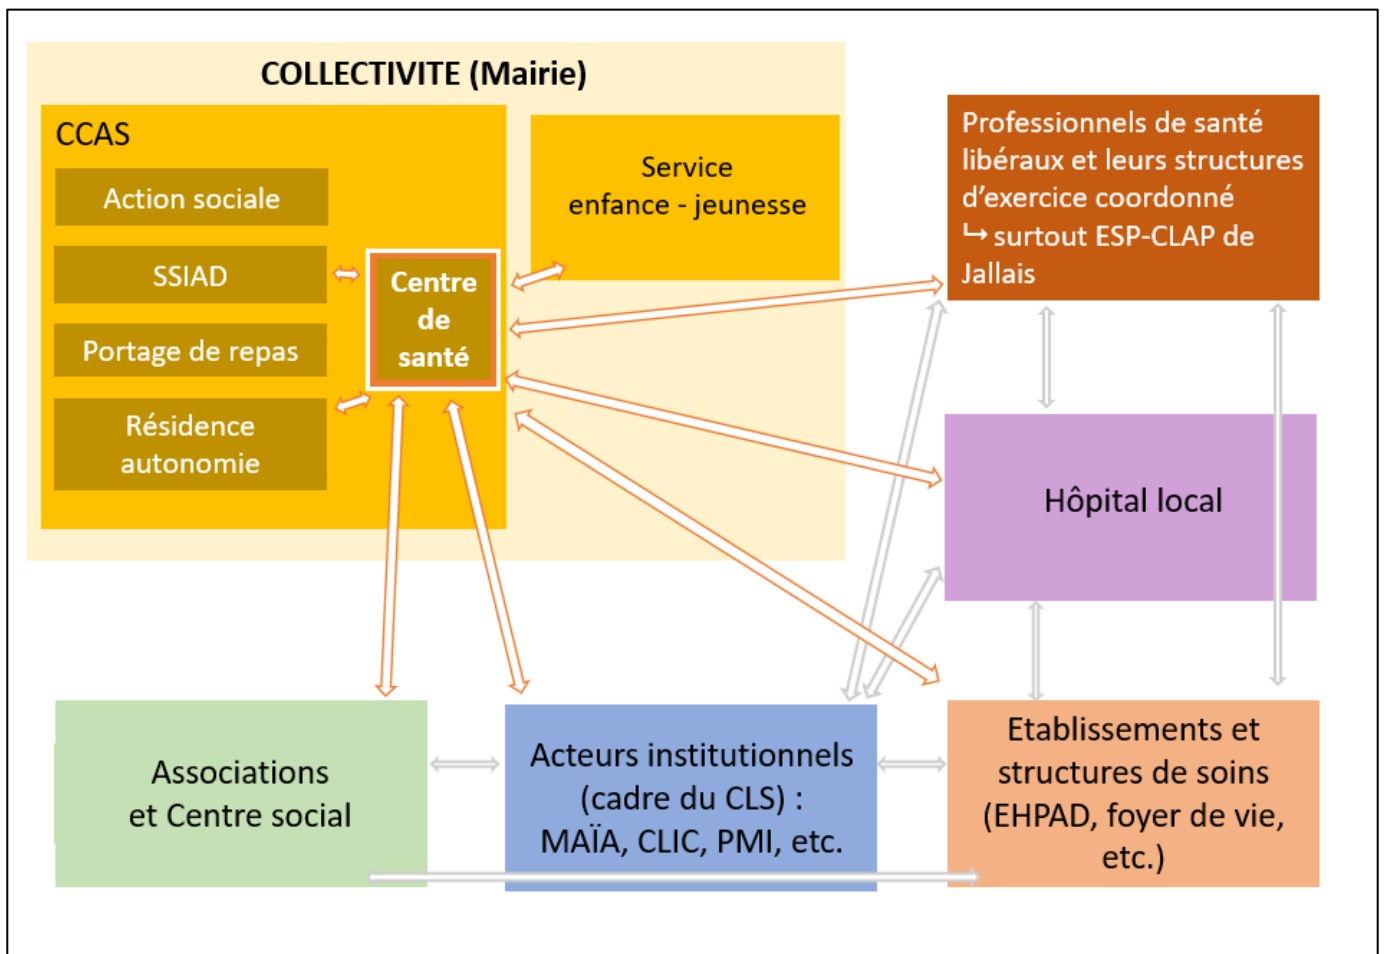 COLLECTIVITE (Mairie)
CCAS
Action sociale
SSIAD
Portage de repas
Résidence
autonomie
Centre
de
santé
Service
enfance - jeunesse
Professionnels de santé
libéraux et leurs structures
d’exercice coordonné
↳ surtout ESP-CLAP de
Jallais
Hôpital local
Associations
et Centre social
Acteurs institutionnels
(cadre du CLS) :
MAÏA, CLIC, PMI, etc.
Etablissements et
structures de soins
(EHPAD, foyer de vie,
etc.)